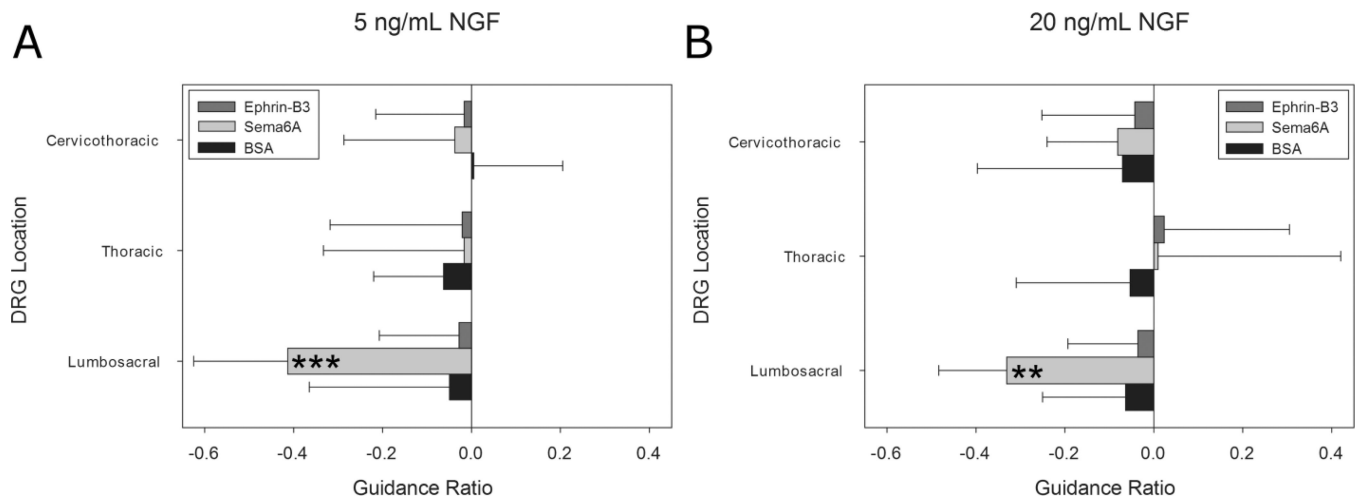 A
5 ng/mL NGF
Ephrin-B3
Sema6A
BSA
Cervicothoracic
Thoracic
Lumbosacral
***
DRG Location
-0.6 -0.4 -0.2 0.0 0.2 0.4
Guidance Ratio
B
20 ng/mL NGF
Ephrin-B3
Sema6A
BSA
Cervicothoracic
Thoracic
Lumbosacral
**
DRG Location
-0.6 -0.4 -0.2 0.0 0.2 0.4
Guidance Ratio